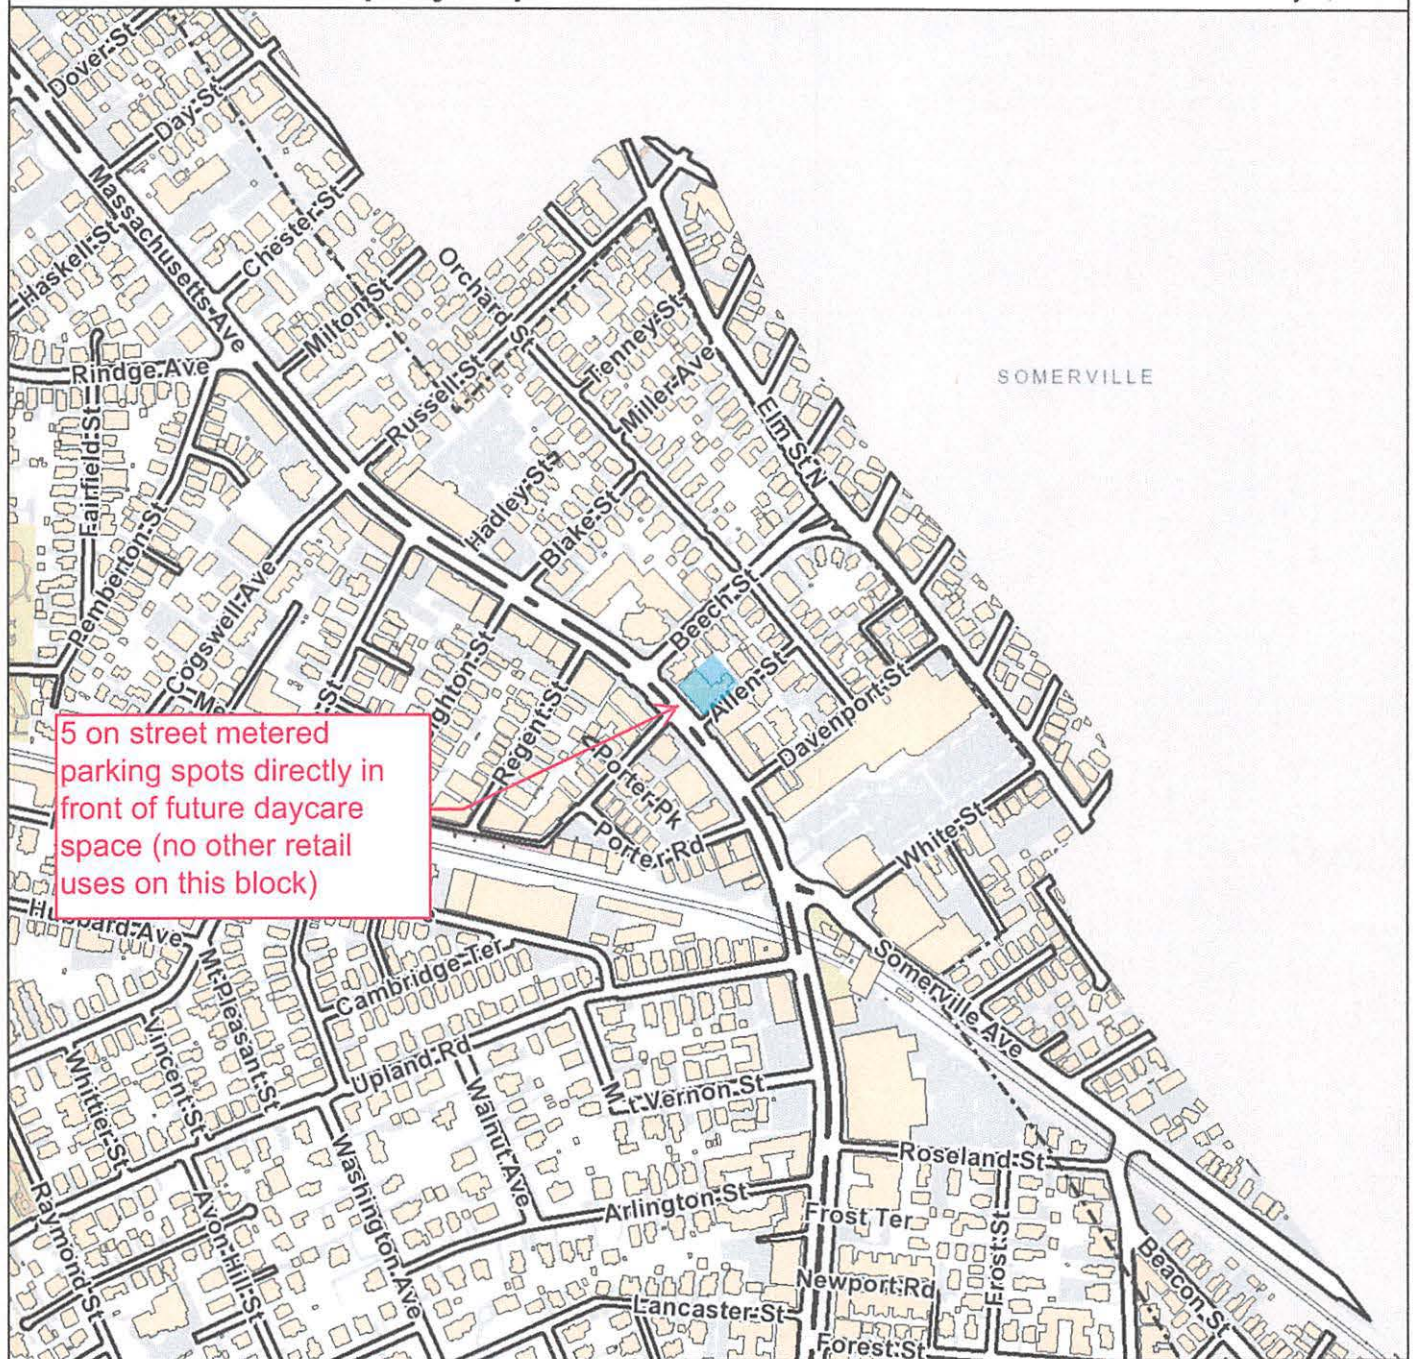 Dover St
Day St
Massachusetts Ave
Haskell St
Chester St
Orchard St
Milton St
Tenney St
Rindge Ave
Russell St
Miller Ave
SOMERVILLE
Fairfield St
Elm St N
Hadley St
Pemberton St
Blake St
Cogswell Ave
Beech St
Allen St
Regent St
Davenport St
5 on street metered
parking spots directly in
front of future daycare
space (no other retail
uses on this block)
Porter Pk
Porter Rd
White St
Mt Pleasant St
Cambridge Ter
Somerville Ave
Vincent St
Whittier St
Upland Rd
Walnut Ave
Mt Vernon St
Washington Ave
Roseland St
Raymond St
Avon Hill St
Arlington St
Frost Ter
Frost St
Beacon St
Newport Rd
Lancaster St
Forest St